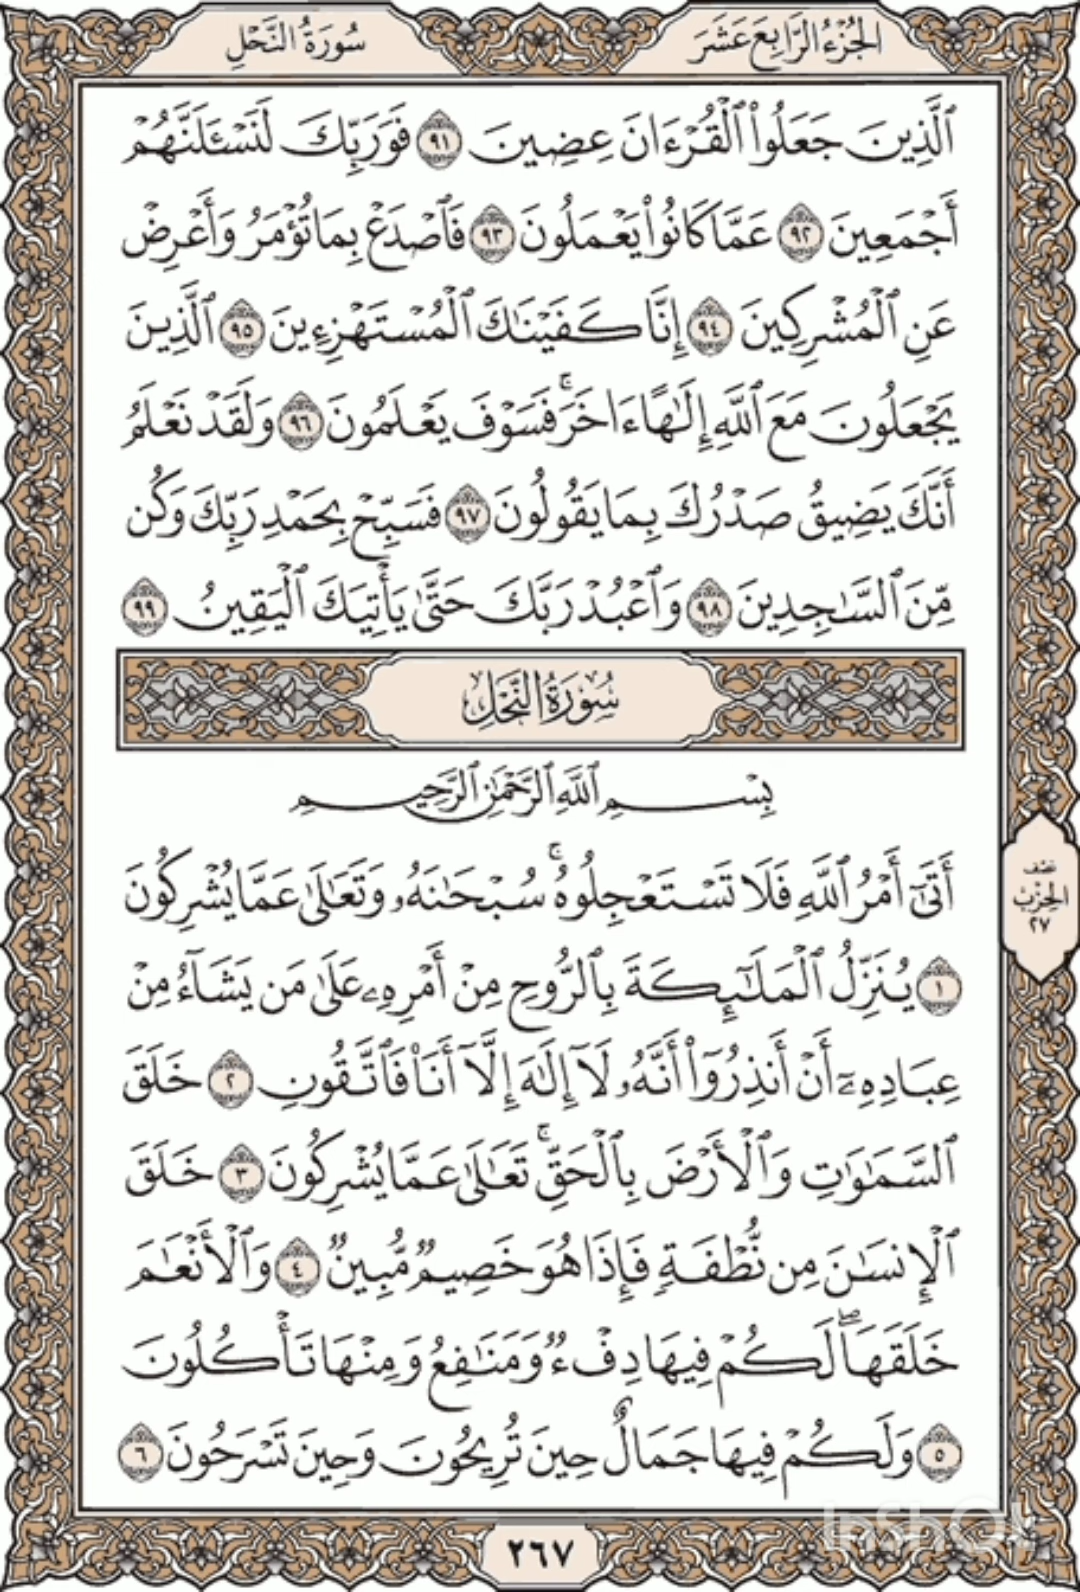 الجزء الرابع عشر
سورة النحل
ٱلَّذِينَ جَعَلُوا۟ ٱلْقُرْءَانَ عِضِينَ ٩١ فَوَرَبِّكَ لَنَسْـَٔلَنَّهُمْ
أَجْمَعِينَ ٩٢ عَمَّا كَانُوا۟ يَعْمَلُونَ ٩٣ فَٱصْدَعْ بِمَا تُؤْمَرُ وَأَعْرِضْ
عَنِ ٱلْمُشْرِكِينَ ٩٤ إِنَّا كَفَيْنَـٰكَ ٱلْمُسْتَهْزِءِينَ ٩٥ ٱلَّذِينَ
يَجْعَلُونَ مَعَ ٱللَّهِ إِلَـٰهًا ءَاخَرَ ۚ فَسَوْفَ يَعْلَمُونَ ٩٦ وَلَقَدْ نَعْلَمُ
أَنَّكَ يَضِيقُ صَدْرُكَ بِمَا يَقُولُونَ ٩٧ فَسَبِّحْ بِحَمْدِ رَبِّكَ وَكُن
مِّنَ ٱلسَّـٰجِدِينَ ٩٨ وَٱعْبُدْ رَبَّكَ حَتَّىٰ يَأْتِيَكَ ٱلْيَقِينُ ٩٩
سُورَةُ النَّحْلِ
بِسْمِ ٱللَّهِ ٱلرَّحْمَـٰنِ ٱلرَّحِيمِ
أَتَىٰٓ أَمْرُ ٱللَّهِ فَلَا تَسْتَعْجِلُوهُ ۚ سُبْحَـٰنَهُۥ وَتَعَـٰلَىٰ عَمَّا يُشْرِكُونَ
١ يُنَزِّلُ ٱلْمَلَـٰٓئِكَةَ بِٱلرُّوحِ مِنْ أَمْرِهِۦ عَلَىٰ مَن يَشَآءُ مِنْ
عِبَادِهِۦٓ أَنْ أَنذِرُوٓا۟ أَنَّهُۥ لَآ إِلَـٰهَ إِلَّآ أَنَا۠ فَٱتَّقُونِ ٢ خَلَقَ
ٱلسَّمَـٰوَٰتِ وَٱلْأَرْضَ بِٱلْحَقِّ ۚ تَعَـٰلَىٰ عَمَّا يُشْرِكُونَ ٣ خَلَقَ
ٱلْإِنسَـٰنَ مِن نُّطْفَةٍ فَإِذَا هُوَ خَصِيمٌ مُّبِينٌ ٤ وَٱلْأَنْعَـٰمَ
خَلَقَهَا ۖ لَكُمْ فِيهَا دِفْءٌ وَمَنَـٰفِعُ وَمِنْهَا تَأْكُلُونَ
٥ وَلَكُمْ فِيهَا جَمَالٌ حِينَ تُرِيحُونَ وَحِينَ تَسْرَحُونَ ٦
نصف
الحزب
٢٧
٢٦٧
InShOt